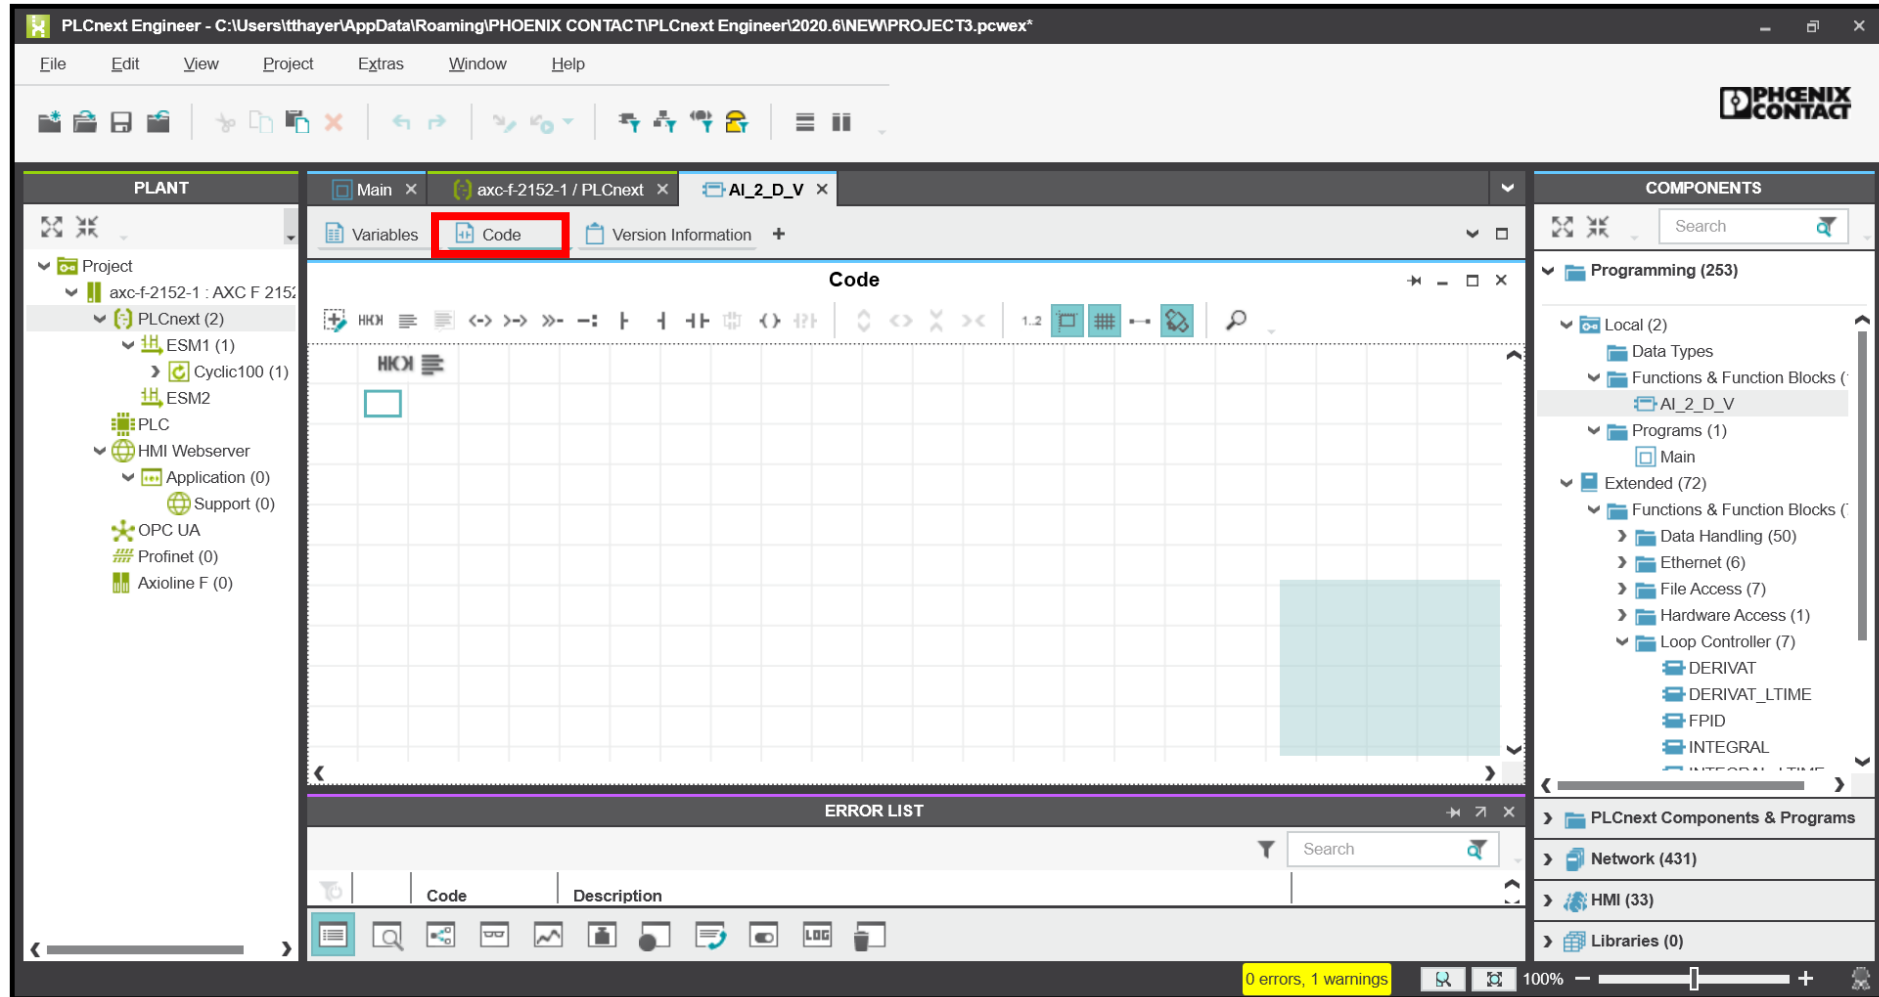 PLCnext Engineer - C:\Users\tthayer\AppData\Roaming\PHOENIX CONTACT\PLCnext Engineer\2020.6\NEW\PROJECT3.pcwex*
File Edit View Project Extras Window Help
PHŒNIX
CONTACT
PLANT
Project
axc-f-2152-1 : AXC F 2152
PLCnext (2)
ESM1 (1)
Cyclic100 (1)
ESM2
PLC
HMI Webserver
Application (0)
Support (0)
OPC UA
Profinet (0)
Axioline F (0)
Main
axc-f-2152-1 / PLCnext
AI_2_D_V
Variables
Code
Version Information
Code
1..2
ERROR LIST
Search
Code Description
LOG
COMPONENTS
Search
Programming (253)
Local (2)
Data Types
Functions & Function Blocks (
AI_2_D_V
Programs (1)
Main
Extended (72)
Functions & Function Blocks (
Data Handling (50)
Ethernet (6)
File Access (7)
Hardware Access (1)
Loop Controller (7)
DERIVAT
DERIVAT_LTIME
FPID
INTEGRAL
PLCnext Components & Programs
Network (431)
HMI (33)
Libraries (0)
0 errors, 1 warnings
100%